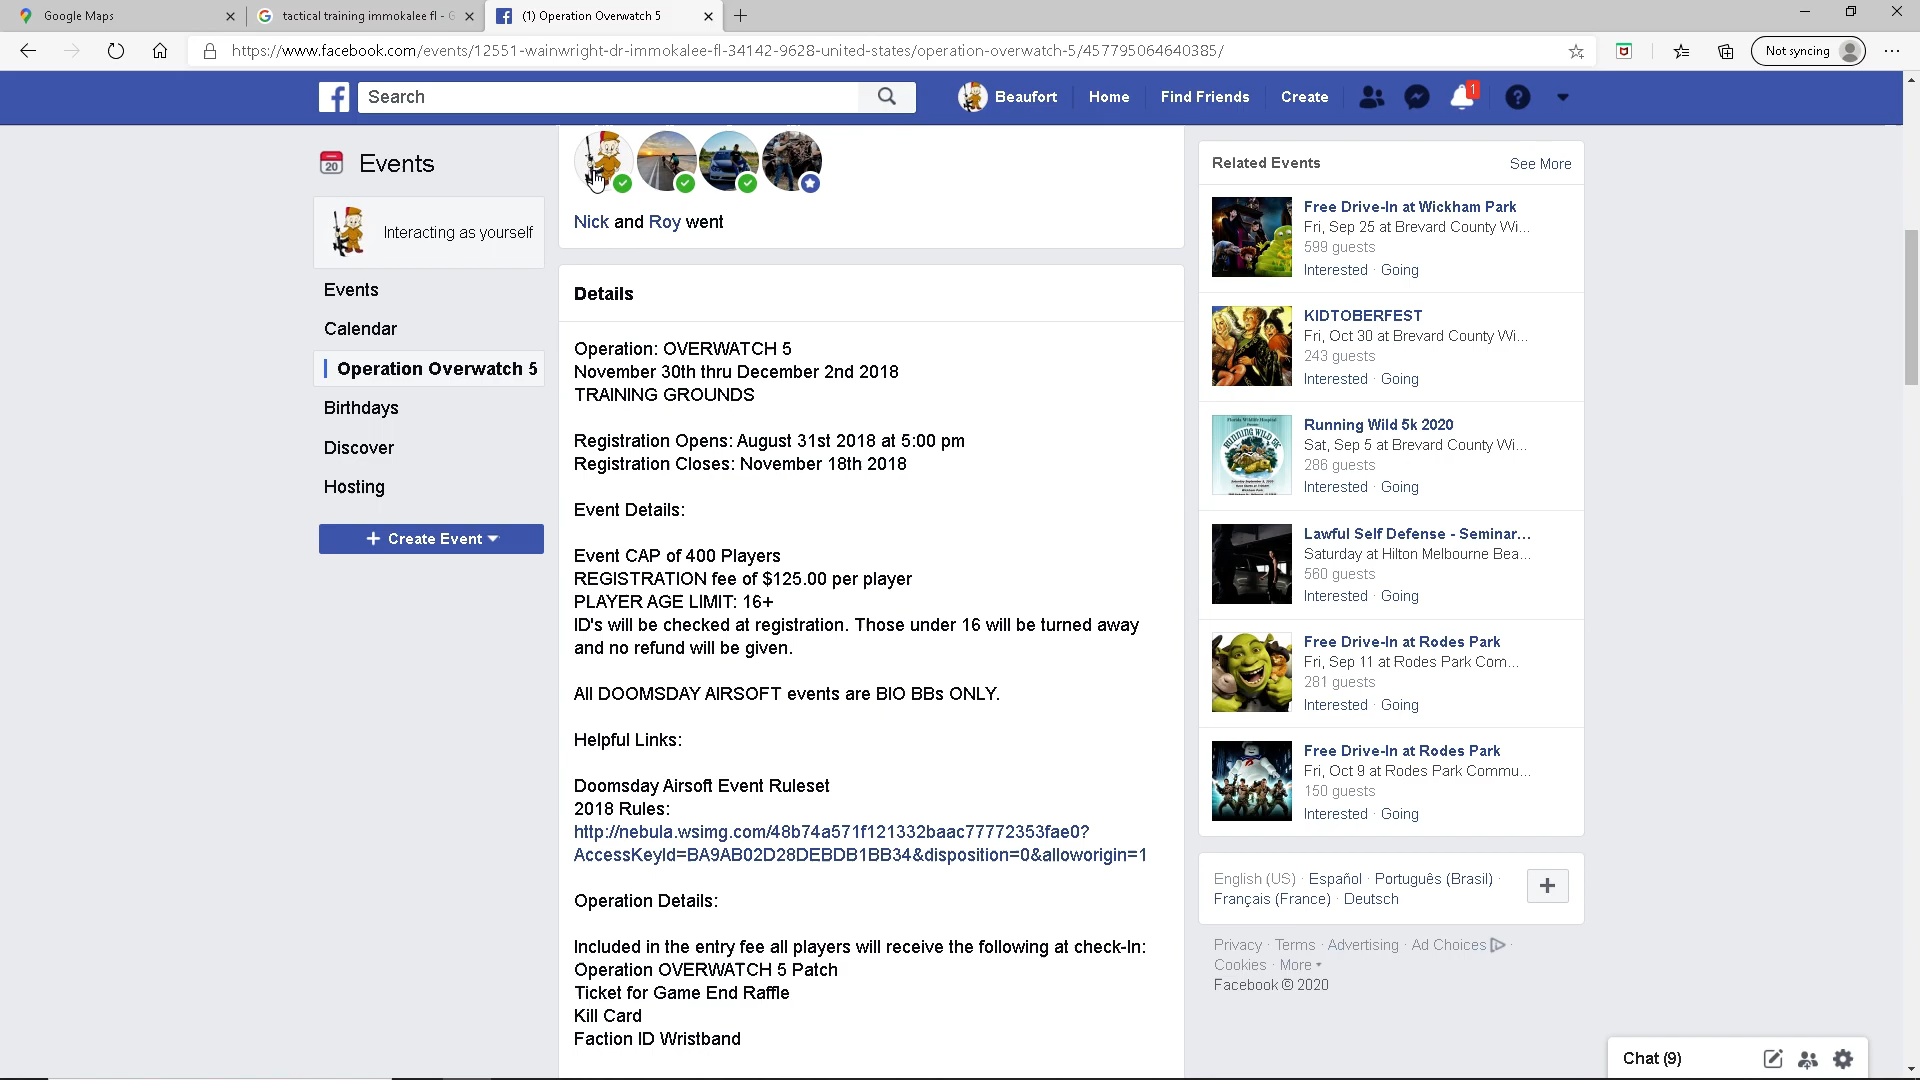 Google Maps
tactical training immokalee fl - G
(1) Operation Overwatch 5
https://www.facebook.com/events/12551-wainwright-dr-immokalee-fl-34142-9628-united-states/operation-overwatch-5/457795064640385/
Not syncing
Search
Beaufort
Home
Find Friends
Create
1
20
Events
Interacting as yourself
Events
Calendar
Operation Overwatch 5
Birthdays
Discover
Hosting
+ Create Event
Nick and Roy went
Details
Operation: OVERWATCH 5
November 30th thru December 2nd 2018
TRAINING GROUNDS
Registration Opens: August 31st 2018 at 5:00 pm
Registration Closes: November 18th 2018
Event Details:
Event CAP of 400 Players
REGISTRATION fee of $125.00 per player
PLAYER AGE LIMIT: 16+
ID's will be checked at registration. Those under 16 will be turned away
and no refund will be given.
All DOOMSDAY AIRSOFT events are BIO BBs ONLY.
Helpful Links:
Doomsday Airsoft Event Ruleset
2018 Rules:
http://nebula.wsimg.com/48b74a571f121332baac77772353fae0?
AccessKeyId=BA9AB02D28DEBDB1BB34&disposition=0&alloworigin=1
Operation Details:
Included in the entry fee all players will receive the following at check-In:
Operation OVERWATCH 5 Patch
Ticket for Game End Raffle
Kill Card
Faction ID Wristband
Related Events
See More
Free Drive-In at Wickham Park
Fri, Sep 25 at Brevard County Wi...
599 guests
Interested · Going
KIDTOBERFEST
Fri, Oct 30 at Brevard County Wi...
243 guests
Interested · Going
RUNNING WILD 5K
Running Wild 5k 2020
Sat, Sep 5 at Brevard County Wi...
286 guests
Interested · Going
Lawful Self Defense - Seminar...
Saturday at Hilton Melbourne Bea...
560 guests
Interested · Going
Free Drive-In at Rodes Park
Fri, Sep 11 at Rodes Park Com...
281 guests
Interested · Going
Free Drive-In at Rodes Park
Fri, Oct 9 at Rodes Park Commu...
150 guests
Interested · Going
English (US) · Español · Português (Brasil) ·
Français (France) · Deutsch
Privacy · Terms · Advertising · Ad Choices ·
Cookies · More
Facebook © 2020
Chat (9)